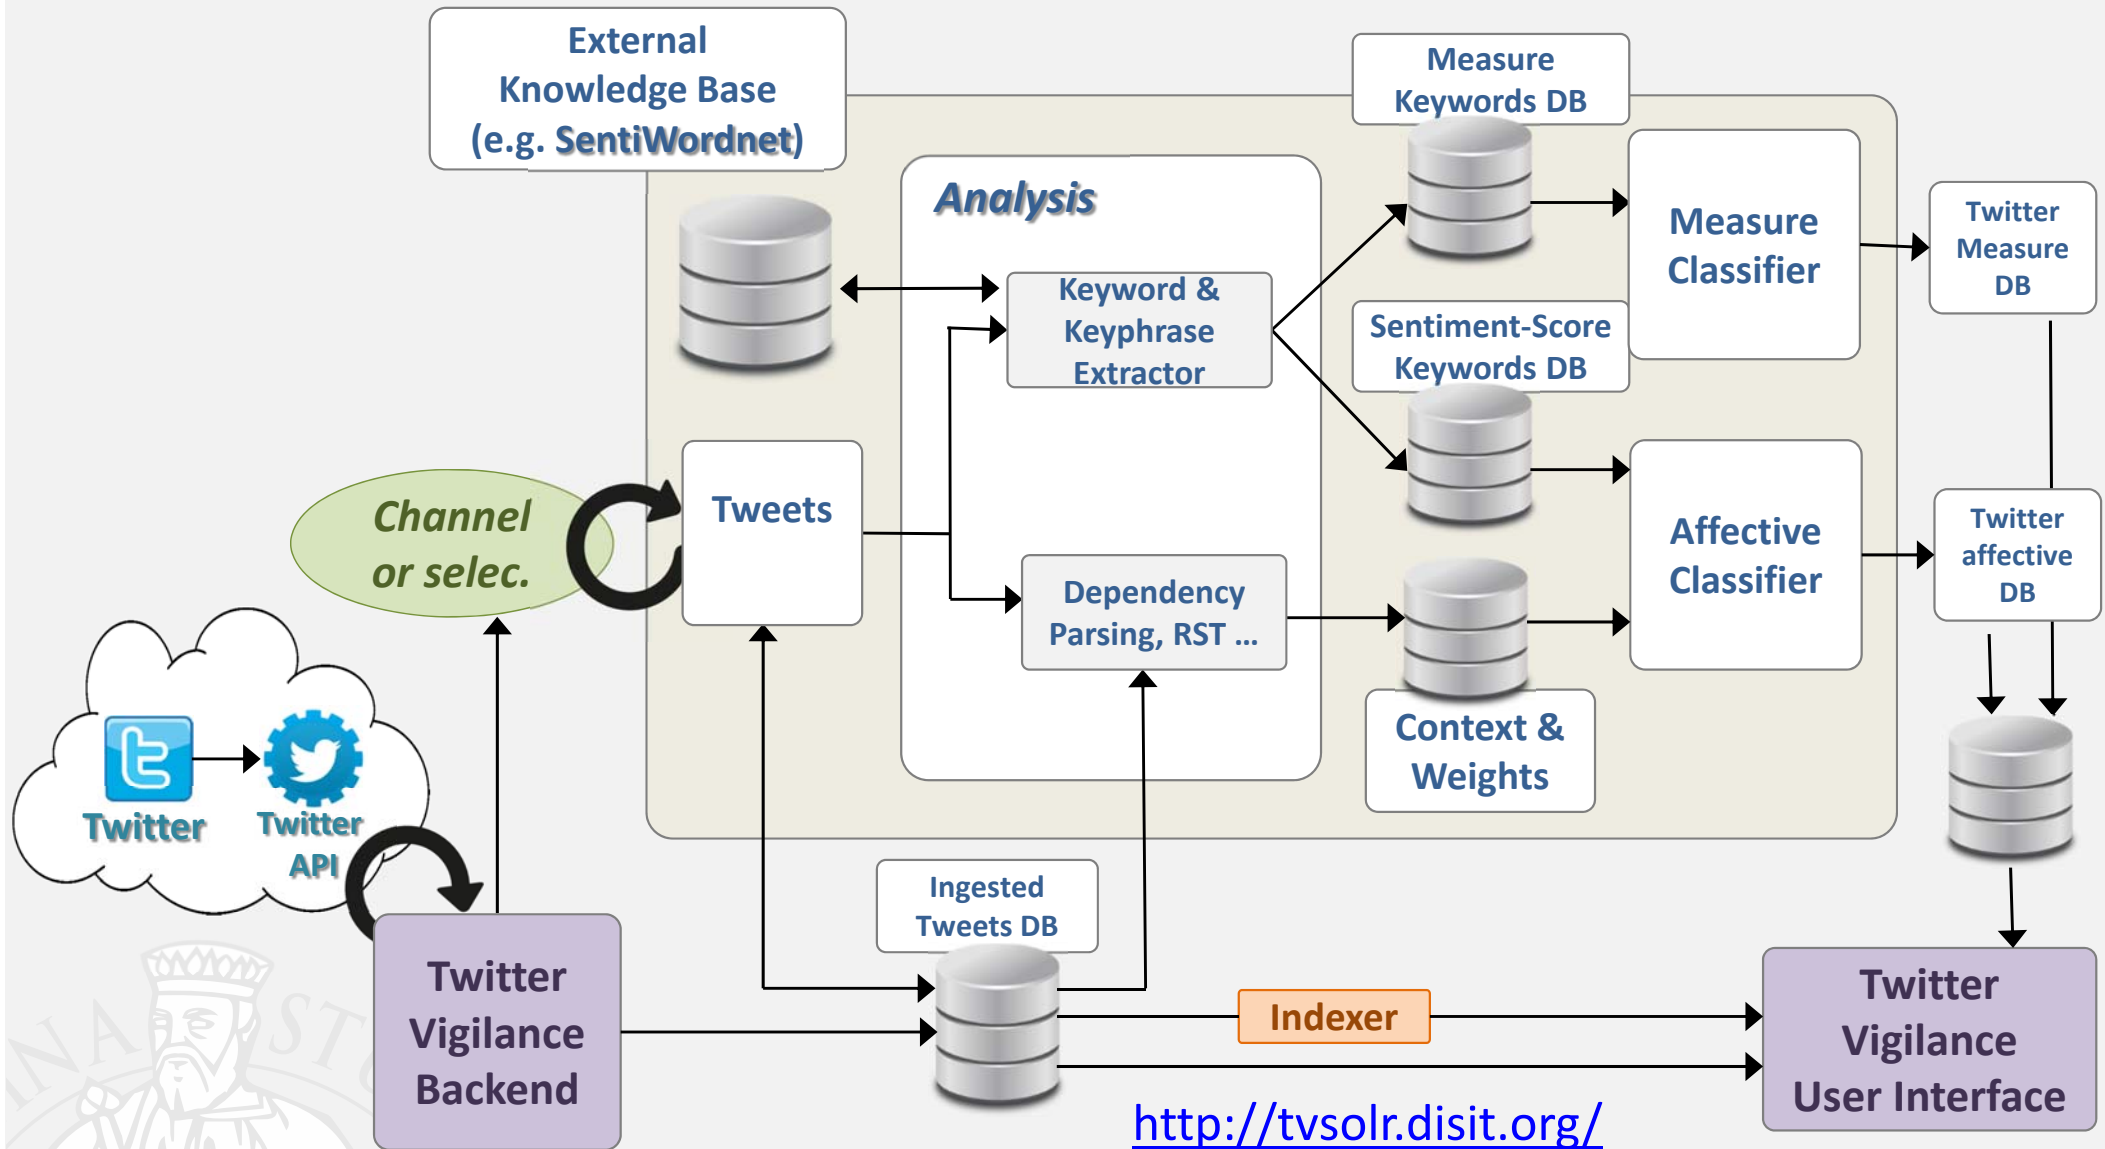 External
Knowledge Base
(e.g. SentiWordnet)
Measure
Keywords DB
Analysis
Measure
Classifier
Twitter
Measure
DB
Keyword &
Keyphrase
Extractor
Sentiment-Score
Keywords DB
Channel
or selec.
Tweets
Affective
Classifier
Twitter
affective
DB
Dependency
Parsing, RST ...
Context &
Weights
t
Twitter
Twitter
API
Ingested
Tweets DB
Twitter
Vigilance
Backend
Indexer
Twitter
Vigilance
User Interface
http://tvsolr.disit.org/